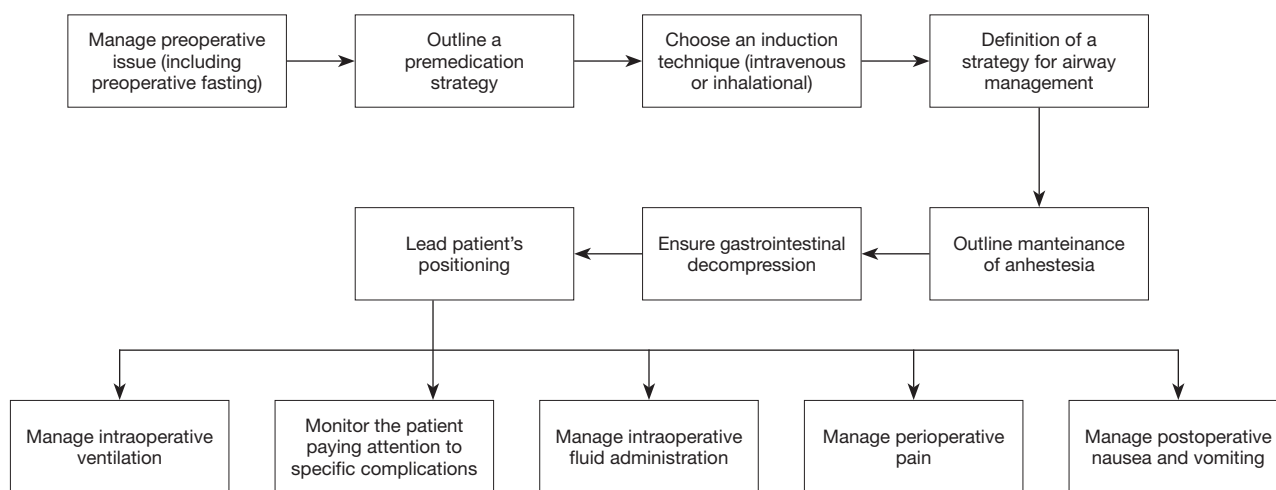 Manage preoperative
issue (including
preoperative fasting)
Outline a
premedication
strategy
Choose an induction
technique (intravenous
or inhalational)
Definition of a
strategy for airway
management
Lead patient’s
positioning
Ensure gastrointestinal
decompression
Outline manteinance
of anhestesia
Manage intraoperative
ventilation
Monitor the patient
paying attention to
specific complications
Manage intraoperative
fluid administration
Manage perioperative
pain
Manage postoperative
nausea and vomiting